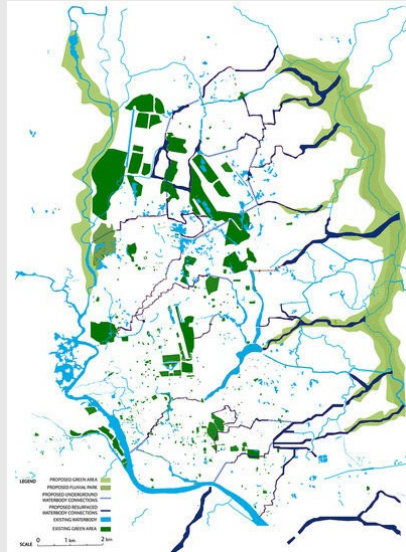 LEGEND
PROPOSED GREEN AREA
PROPOSED FLUVIAL PARK
PROPOSED UNDERGROUND
WATERBODY CONNECTIONS
PROPOSED RESURFACED
WATERBODY CONNECTIONS
EXISTING WATERBODY
EXISTING GREEN AREA
SCALE 0 1 km 2 km